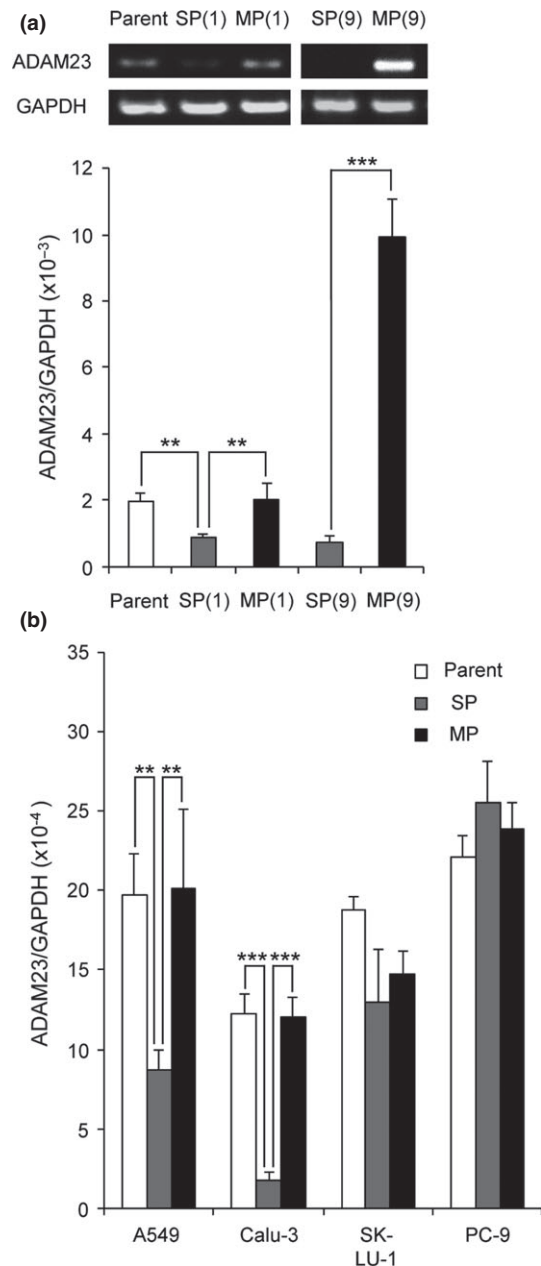 (a)
Parent SP(1) MP(1) SP(9) MP(9)
ADAM23
GAPDH
ADAM23/GAPDH (x10⁻³)
12
10
8
6
4
2
0
***
** **
Parent SP(1) MP(1) SP(9) MP(9)
(b)
ADAM23/GAPDH (x10⁻⁴)
35
30
25
20
15
10
5
0
Parent
SP
MP
** **
*** ***
A549 Calu-3 SK- PC-9
LU-1